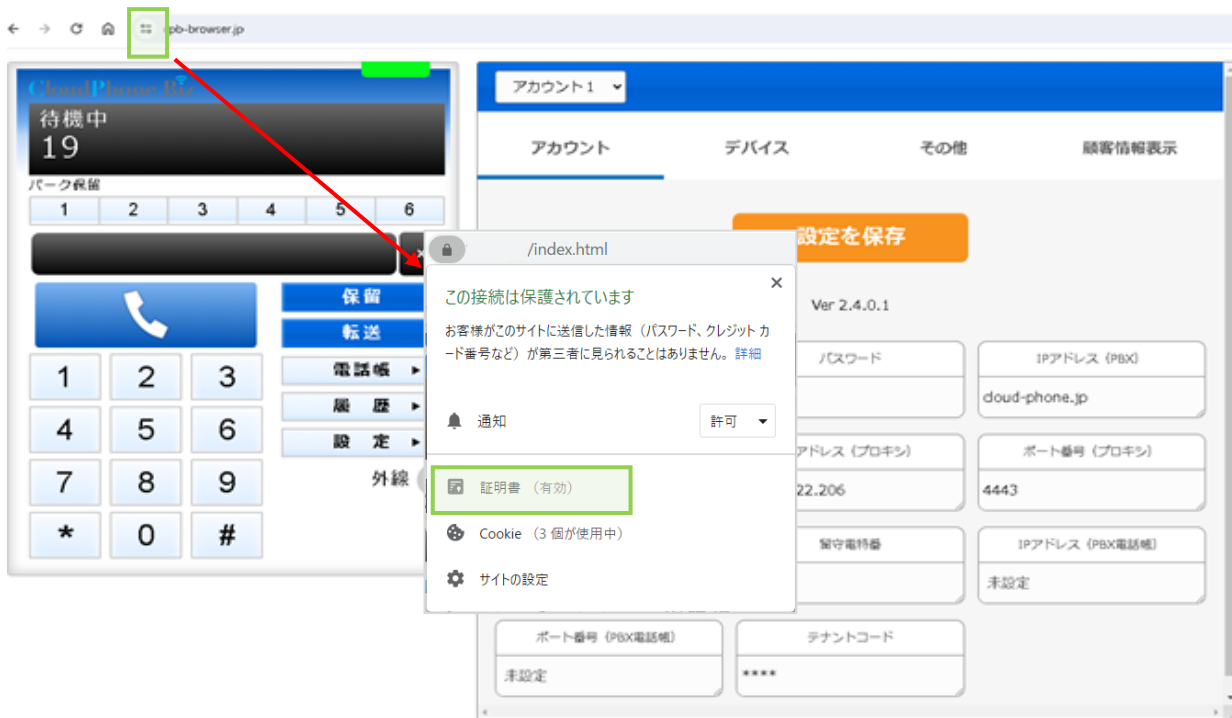 pb-browser.jp
CloudPhone.Biz
待機中
19
パーク保留
1 2 3 4 5 6
保留
転送
1 2 3
電話帳
履 歴
4 5 6
設 定
7 8 9
外線
* 0 #
アカウント1
アカウント デバイス その他 顧客情報表示
設定を保存
Ver 2.4.0.1
パスワード
IPアドレス (PBX)
cloud-phone.jp
アドレス (プロキシ)
22.206
ポート番号 (プロキシ)
4443
留守電特番
IPアドレス (PBX電話帳)
未設定
ポート番号 (PBX電話帳)
未設定
テナントコード
****
/index.html
この接続は保護されています
お客様がこのサイトに送信した情報（パスワード、クレジット カ
ード番号など）が第三者に見られることはありません。詳細
通知
許可
証明書 （有効）
Cookie （3 個が使用中）
サイトの設定